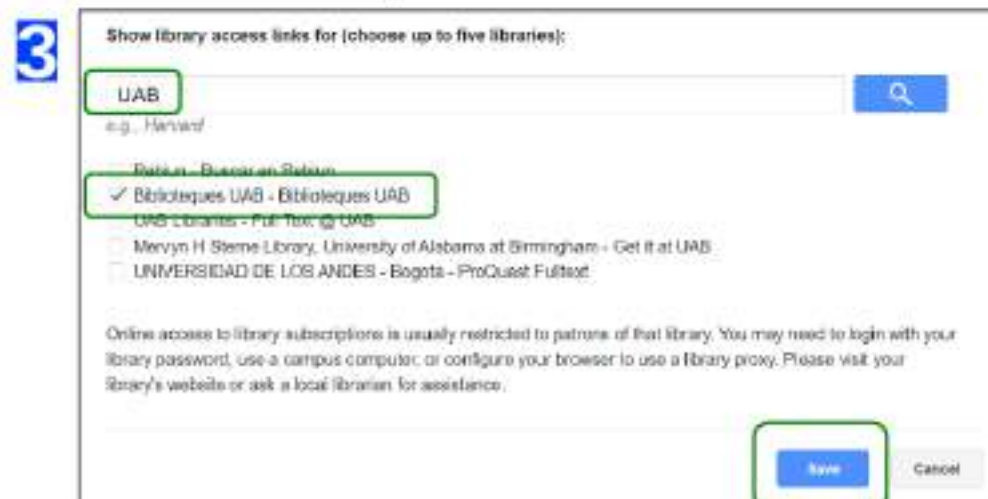 3
Show library access links for (choose up to five libraries):
UAB
e.g., Harvard
Rebiun - Buscar en Rebiun
✓ Biblioteques UAB - Biblioteques UAB
UAB Libraries - Full Text @ UAB
Mervyn H Sterne Library, University of Alabama at Birmingham - Get it at UAB
UNIVERSIDAD DE LOS ANDES - Bogota - ProQuest Fulltext
Online access to library subscriptions is usually restricted to patrons of that library. You may need to login with your
library password, use a campus computer, or configure your browser to use a library proxy. Please visit your
library's website or ask a local librarian for assistance.
Save
Cancel